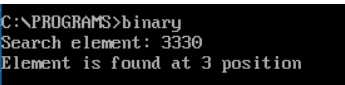 C:\PROGRAMS>binary
Search element: 3330
Element is found at 3 position